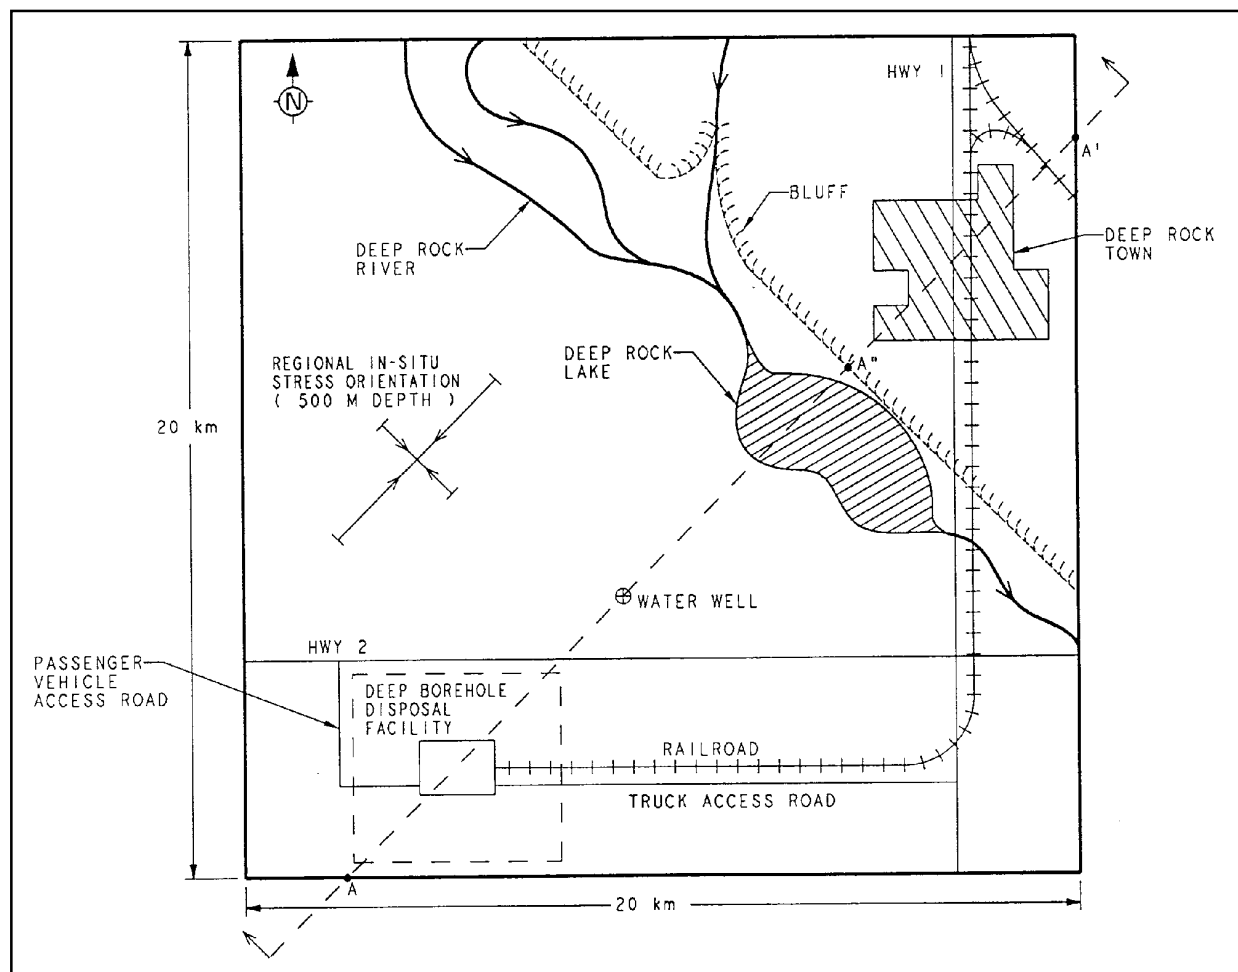 HWY 1
N
A'
BLUFF
DEEP ROCK
TOWN
DEEP ROCK
RIVER
DEEP ROCK
LAKE
A"
REGIONAL IN-SITU
STRESS ORIENTATION
( 500 M DEPTH )
20 km
WATER WELL
HWY 2
PASSENGER
VEHICLE
ACCESS ROAD
DEEP BOREHOLE
DISPOSAL
FACILITY
RAILROAD
TRUCK ACCESS ROAD
A
20 km